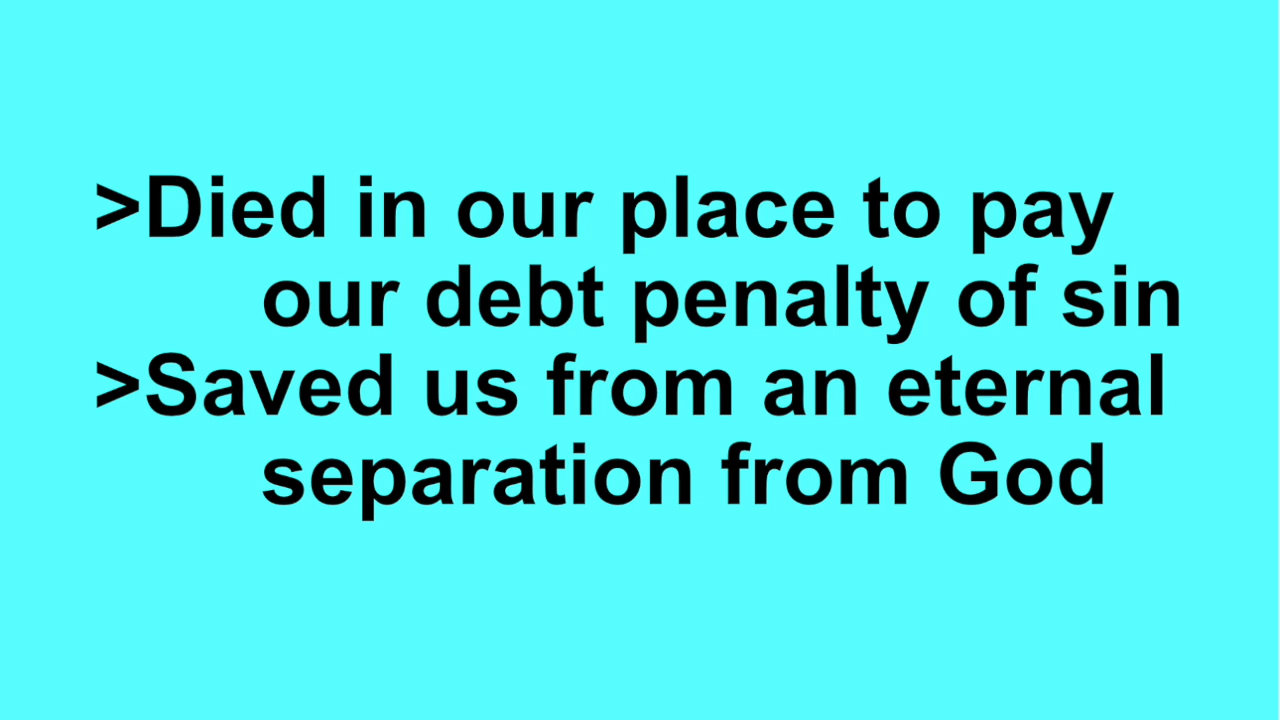 >Died in our place to pay
our debt penalty of sin
>Saved us from an eternal
separation from God